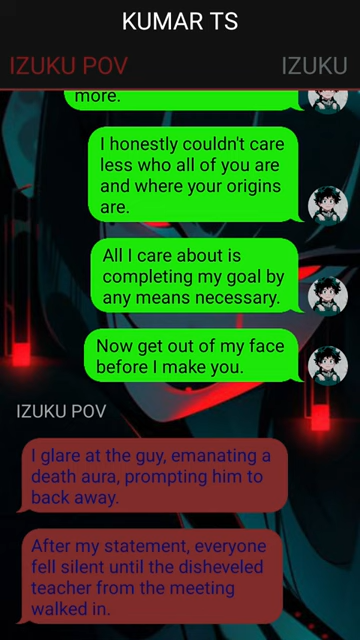 KUMAR TS
IZUKU POV IZUKU
more.
I honestly couldn't care
less who all of you are
and where your origins
are.
All I care about is
completing my goal by
any means necessary.
Now get out of my face
before I make you.
IZUKU POV
I glare at the guy, emanating a
death aura, prompting him to
back away.
After my statement, everyone
fell silent until the disheveled
teacher from the meeting
walked in.